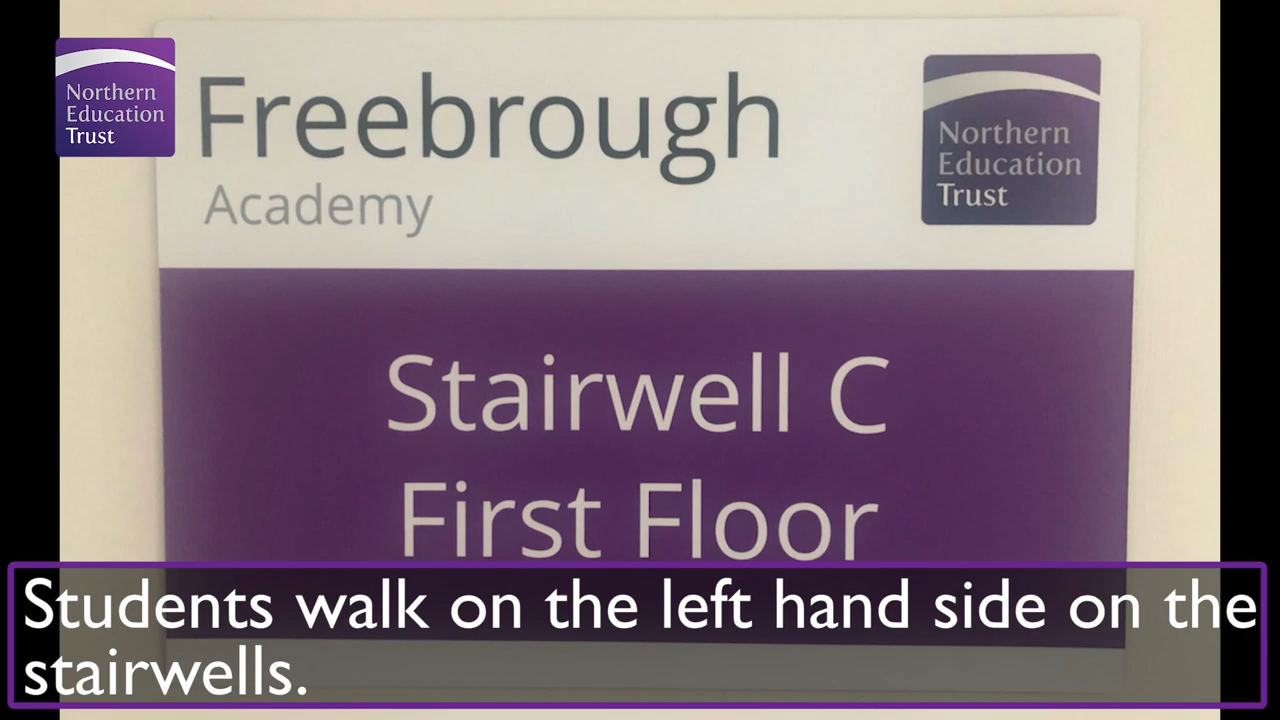 Northern
Education
Trust
Freebrough
Academy
Northern
Education
Trust
Stairwell C
First Floor
Students walk on the left hand side on the
stairwells.